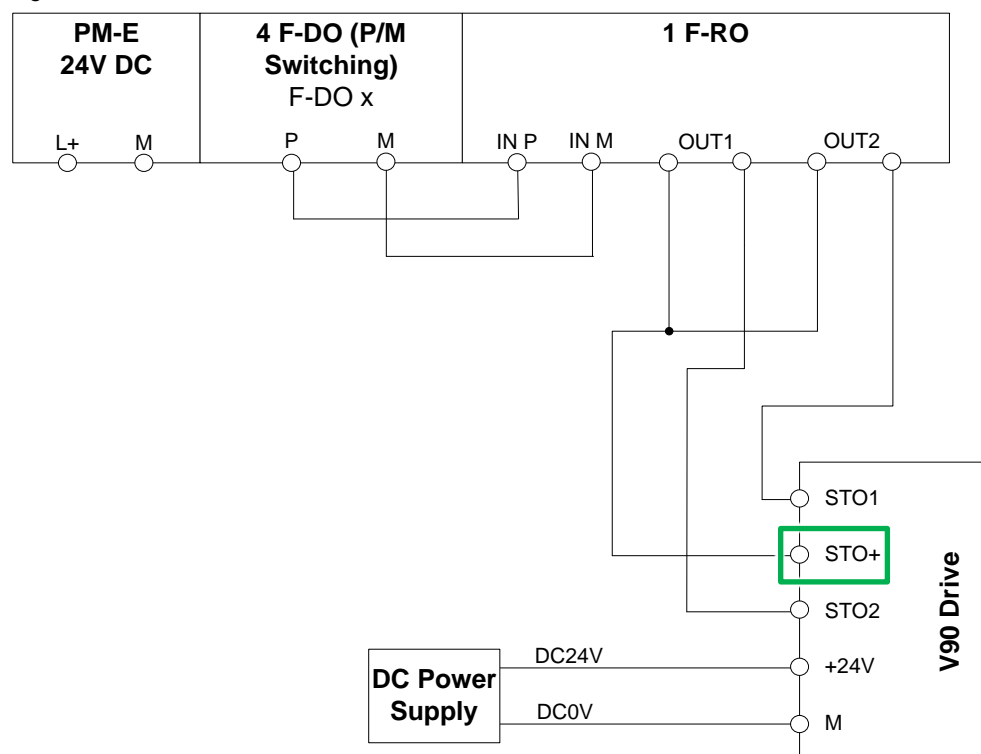 PM-E
24V DC
4 F-DO (P/M
Switching)
F-DO x
1 F-RO
L+
M
P
M
IN P
IN M
OUT1
OUT2
STO1
STO+
STO2
+24V
M
V90 Drive
DC Power
Supply
DC24V
DC0V